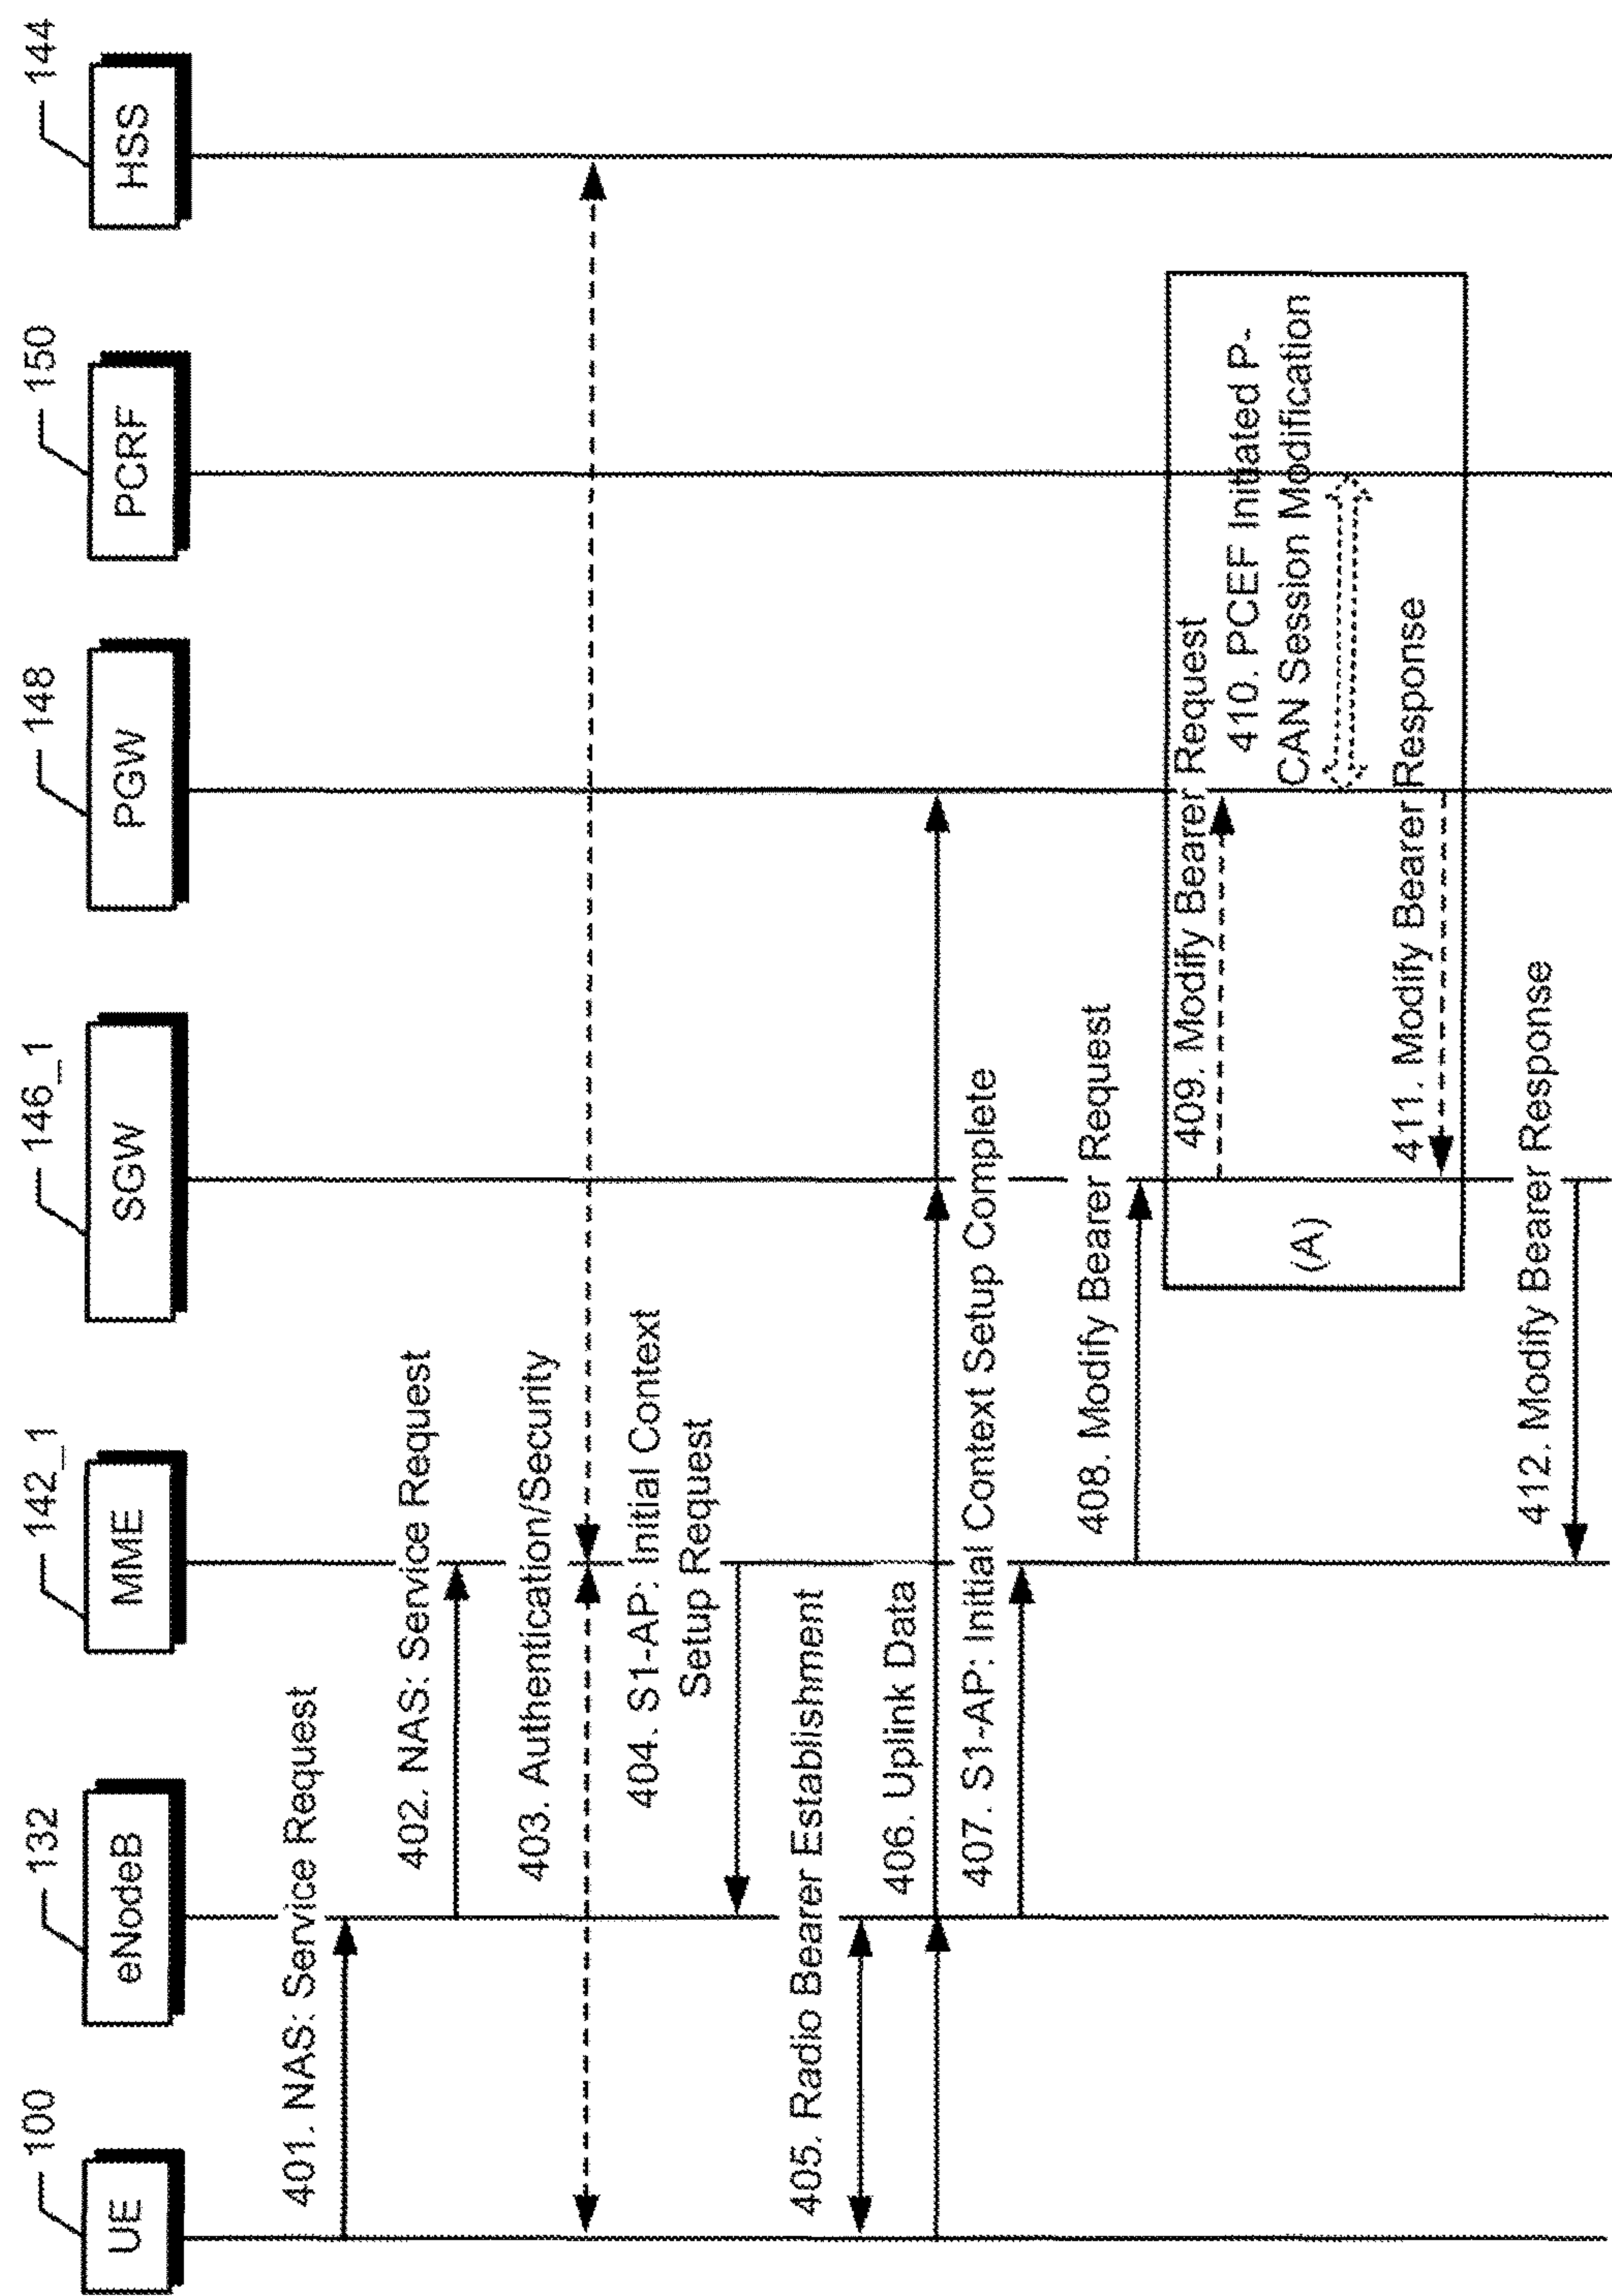 100
132
142_1
146_1
148
150
144
UE
eNodeB
MME
SGW
PGW
PCRF
HSS
401. NAS: Service Request
402. NAS: Service Request
403. Authentication/Security
404. S1-AP: Initial Context
Setup Request
405. Radio Bearer Establishment
406. Uplink Data
407. S1-AP: Initial Context Setup Complete
408. Modify Bearer Request
409. Modify Bearer Request
410. PCEF Initiated P-
CAN Session Modification
(A)
411. Modify Bearer Response
412. Modify Bearer Response